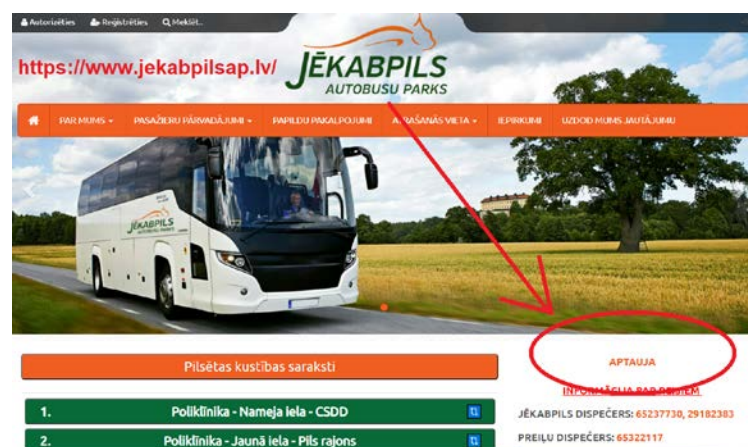 Autorizēties Reģistrēties Meklēt...
https://www.jekabpilsap.lv/
JĒKABPILS
AUTOBUSU PARKS
PAR MUMS PASAŽIERU PĀRVADĀJUMI PAPILDU PAKALPOJUMI ATRAŠANĀS VIETA IEPIRKUMI UZDOD MUMS JAUTĀJUMU
JĒKABPILS
AUTOBUSU PARKS
Pilsētas kustības saraksti
APTAUJA
INFORMĀCIJA PAR REISIEM
1. Poliklīnika - Nameja iela - CSDD
JĒKABPILS DISPEČERS: 65237730, 29182383
2. Poliklīnika - Jaunā iela - Pils rajons
PREIĻU DISPEČERS: 65322117